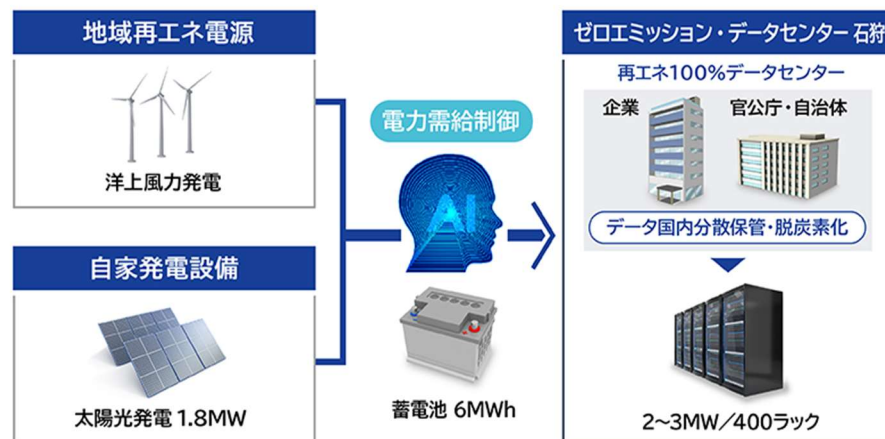 地域再エネ電源
洋上風力発電
自家発電設備
太陽光発電 1.8MW
電力需給制御
AI
蓄電池 6MWh
ゼロエミッション・データセンター 石狩
再エネ100%データセンター
企業
官公庁・自治体
データ国内分散保管・脱炭素化
2~3MW/400ラック